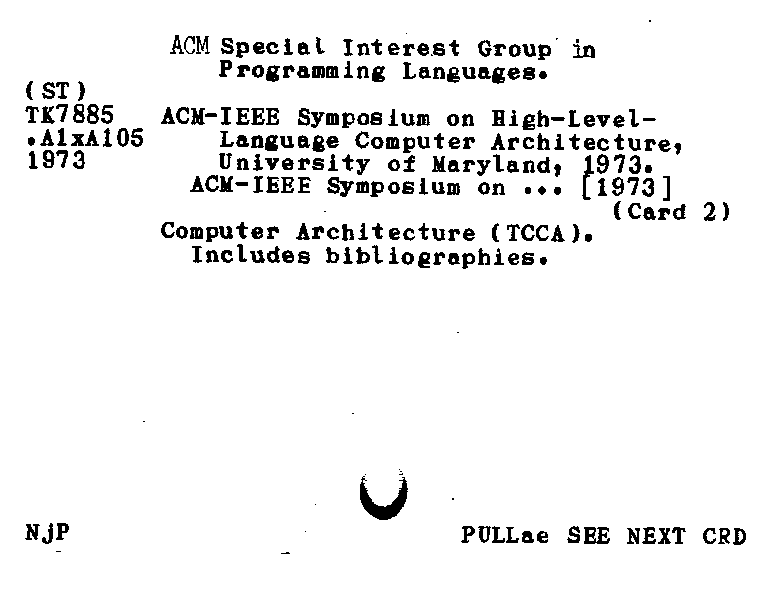 ACM Special Interest Group in
Programming Languages.
(ST)
TK7885
.A1xA105
1973
ACM-IEEE Symposium on High-Level-
Language Computer Architecture,
University of Maryland, 1973.
ACM-IEEE Symposium on ... [1973]
(Card 2)
Computer Architecture (TCCA).
Includes bibliographies.
NjP
PULLae SEE NEXT CRD